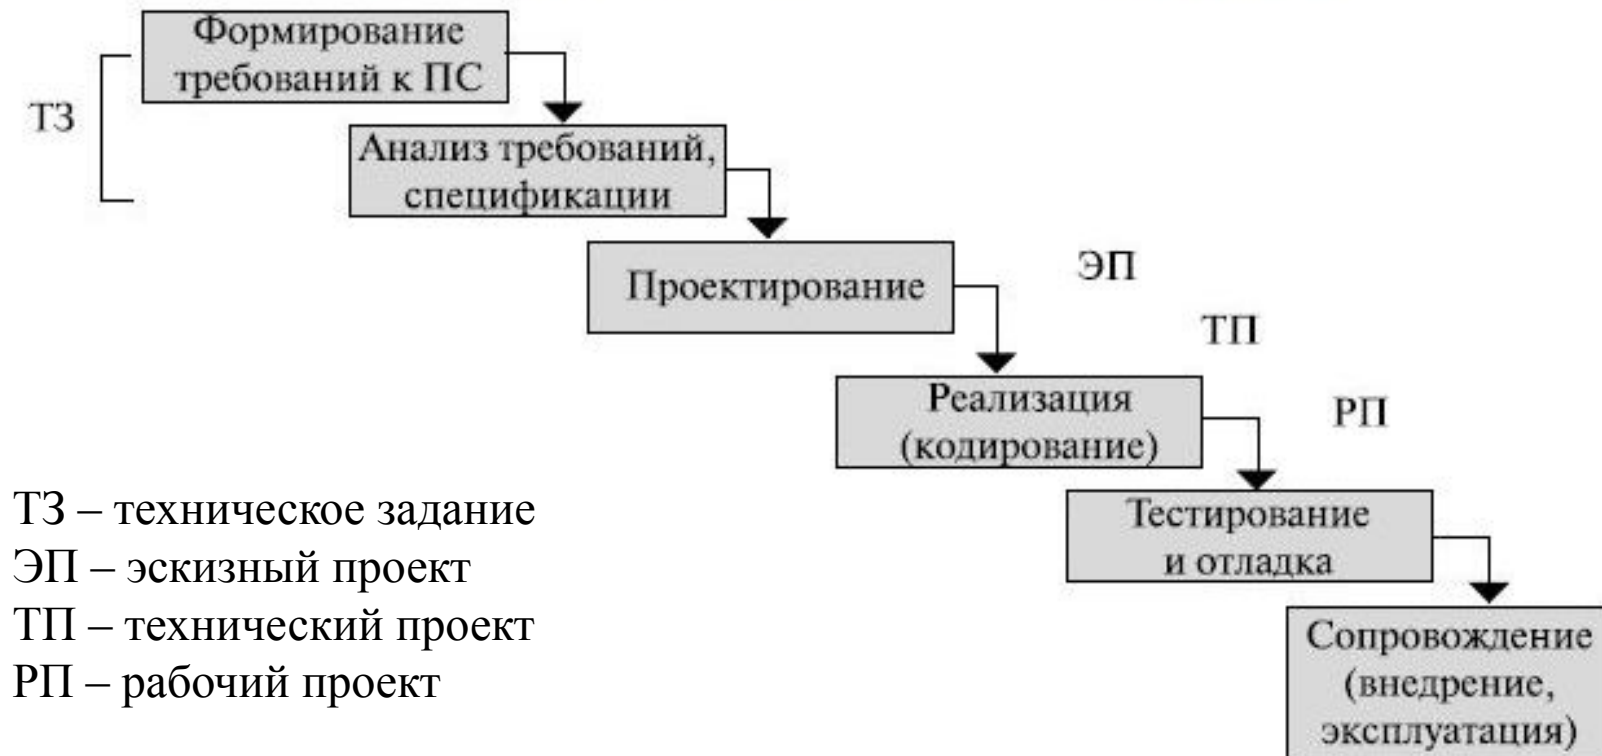 Формирование
требований к ПС
ТЗ
Анализ требований,
спецификации
Проектирование
ЭП
ТП
Реализация
(кодирование)
РП
Тестирование
и отладка
Сопровождение
(внедрение,
эксплуатация)
ТЗ – техническое задание
ЭП – эскизный проект
ТП – технический проект
РП – рабочий проект